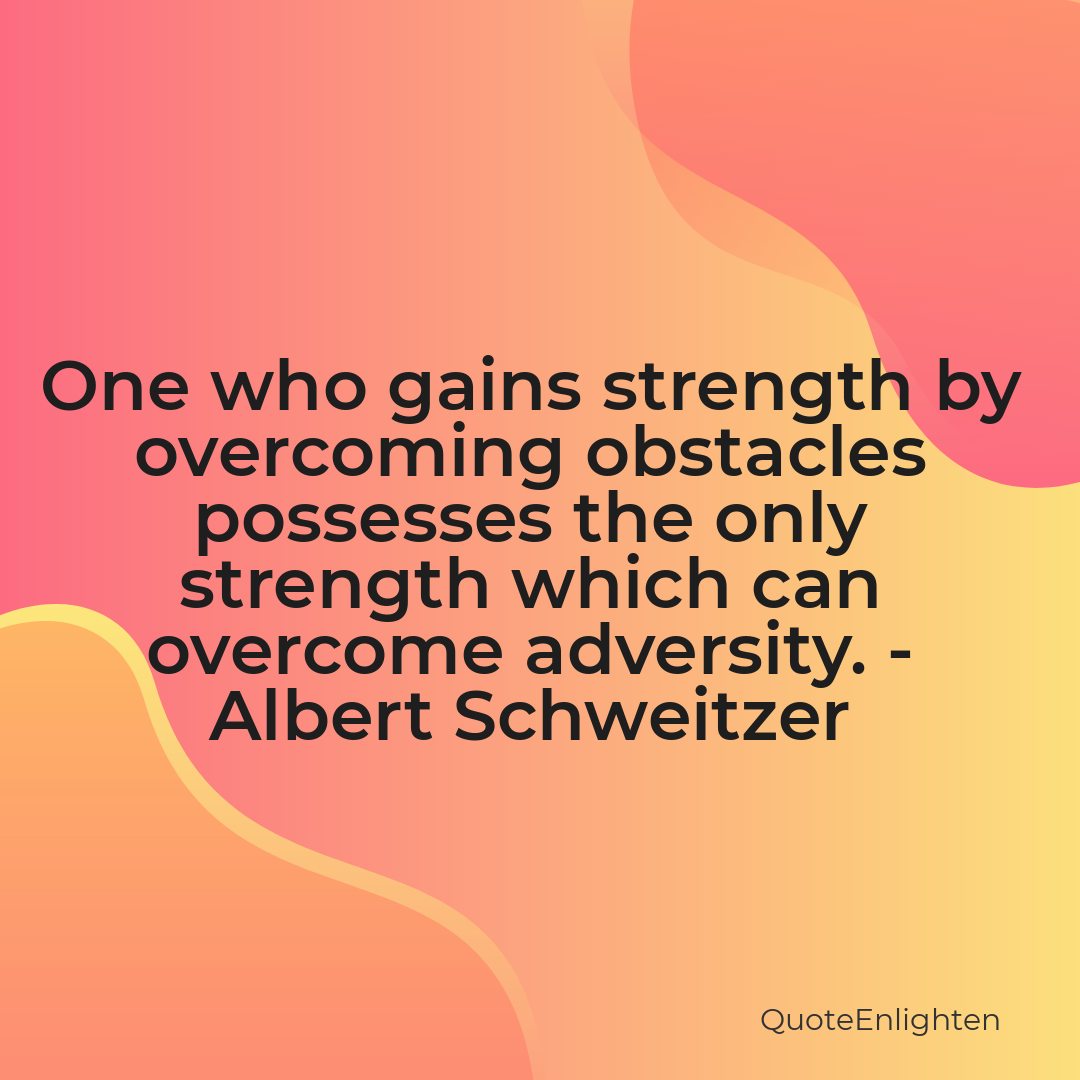 One who gains strength by
overcoming obstacles
possesses the only
strength which can
overcome adversity. -
Albert Schweitzer
QuoteEnlighten